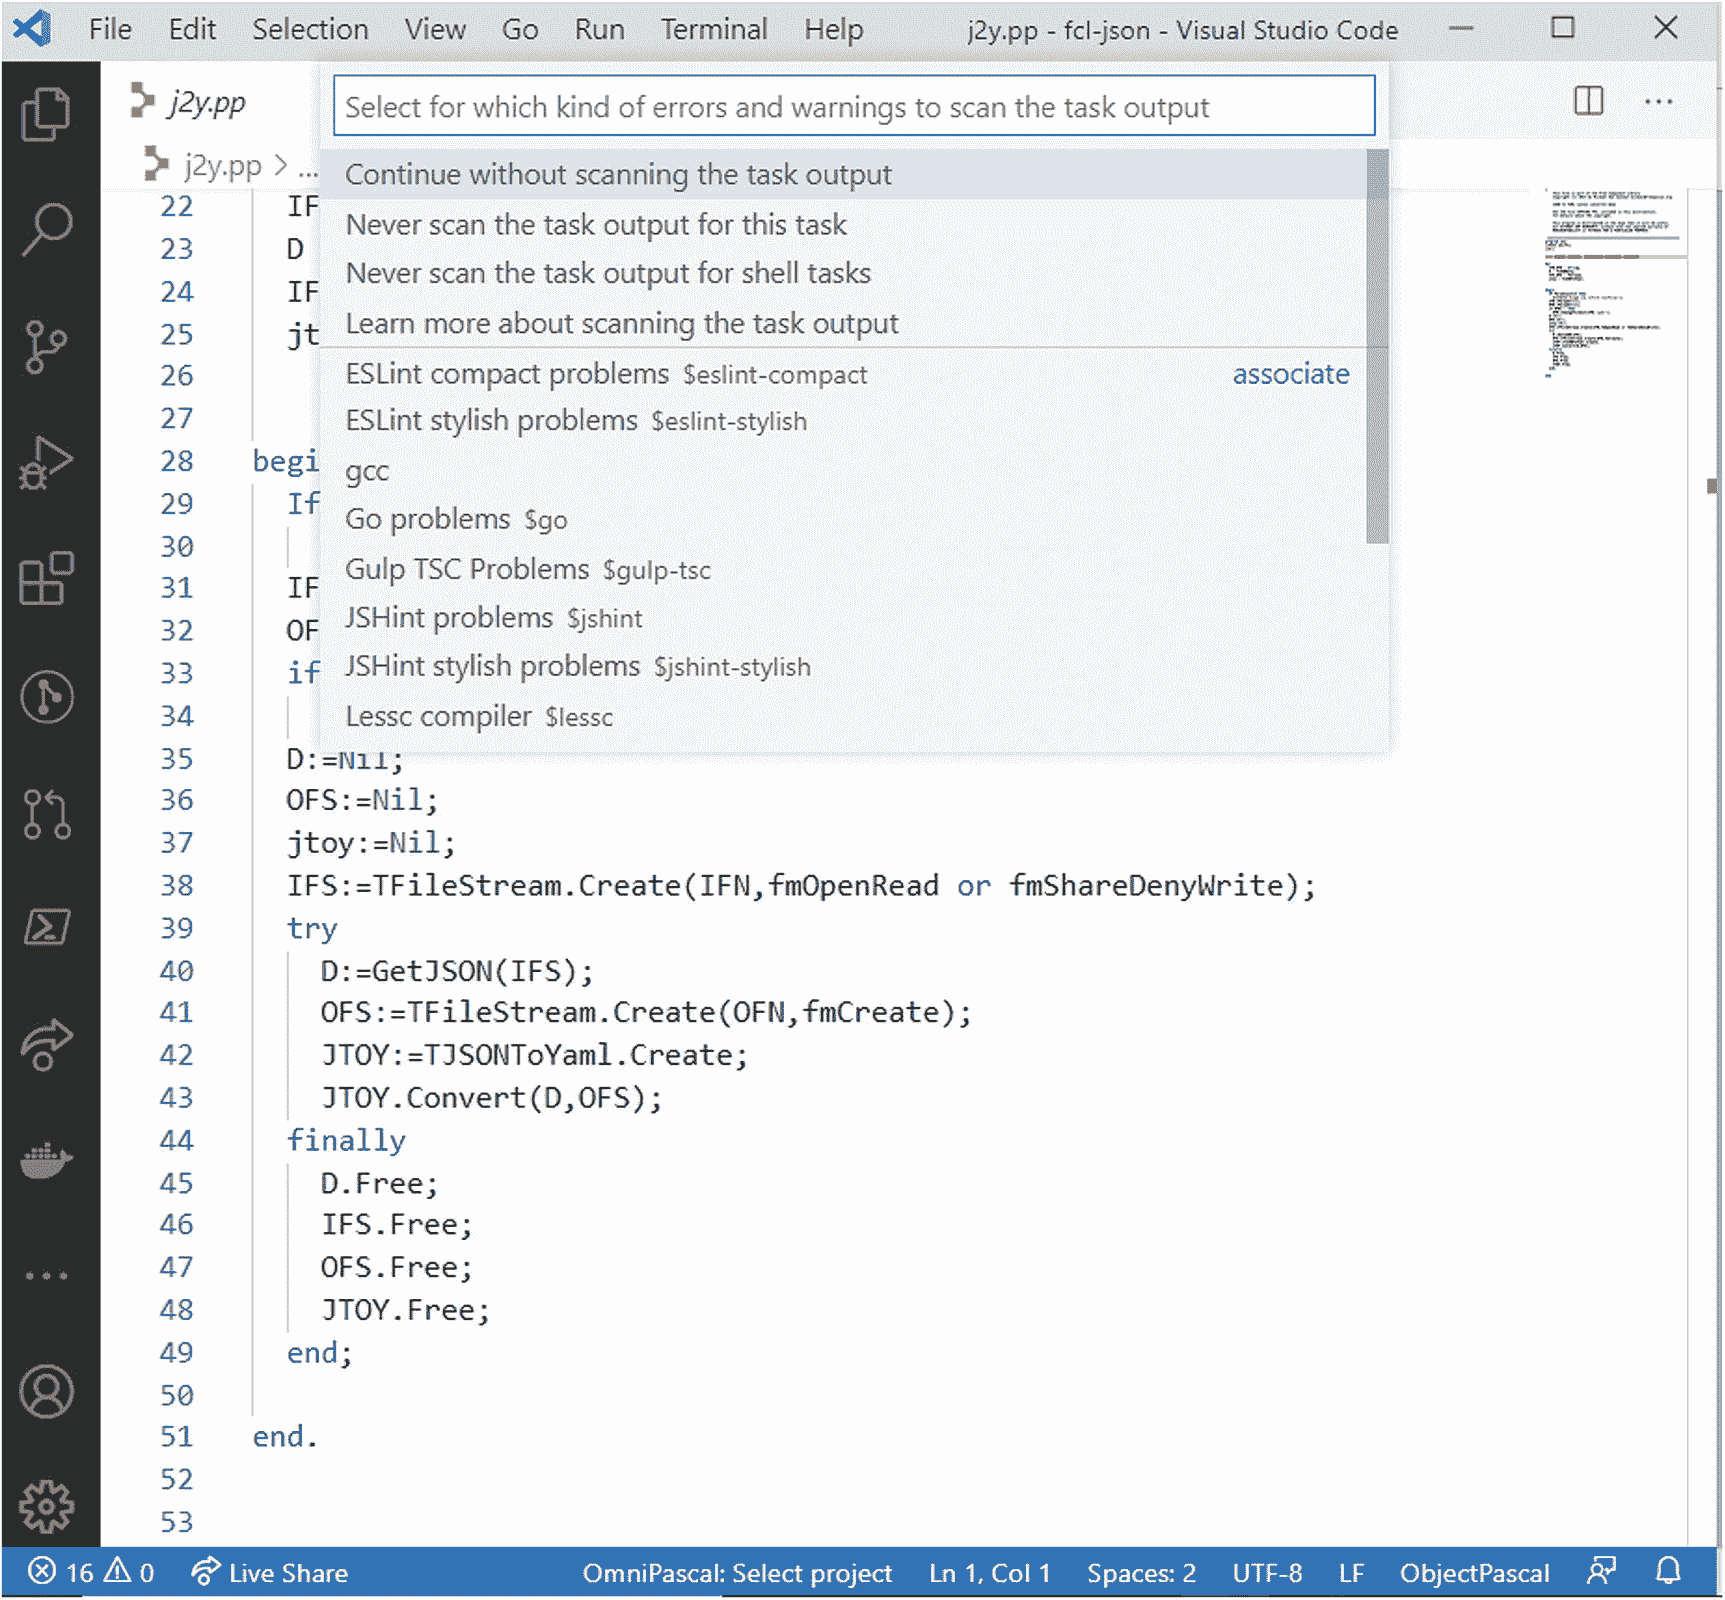 File Edit Selection View Go Run Terminal Help j2y.pp - fcl-json - Visual Studio Code
j2y.pp
Select for which kind of errors and warnings to scan the task output
j2y.pp > ...
Continue without scanning the task output
Never scan the task output for this task
Never scan the task output for shell tasks
Learn more about scanning the task output
ESLint compact problems $eslint-compact associate
ESLint stylish problems $eslint-stylish
gcc
Go problems $go
Gulp TSC Problems $gulp-tsc
JSHint problems $jshint
JSHint stylish problems $jshint-stylish
Lessc compiler $lessc
22 IF
23 D
24 IF
25 jt
26
27
28 begi
29 If
30
31 IF
32 OF
33 if
34
35 D:=Nil;
36 OFS:=Nil;
37 jtoy:=Nil;
38 IFS:=TFileStream.Create(IFN,fmOpenRead or fmShareDenyWrite);
39 try
40 D:=GetJSON(IFS);
41 OFS:=TFileStream.Create(OFN,fmCreate);
42 JTOY:=TJSONToYaml.Create;
43 JTOY.Convert(D,OFS);
44 finally
45 D.Free;
46 IFS.Free;
47 OFS.Free;
48 JTOY.Free;
49 end;
50
51 end.
52
53
16 0 Live Share OmniPascal: Select project Ln 1, Col 1 Spaces: 2 UTF-8 LF ObjectPascal